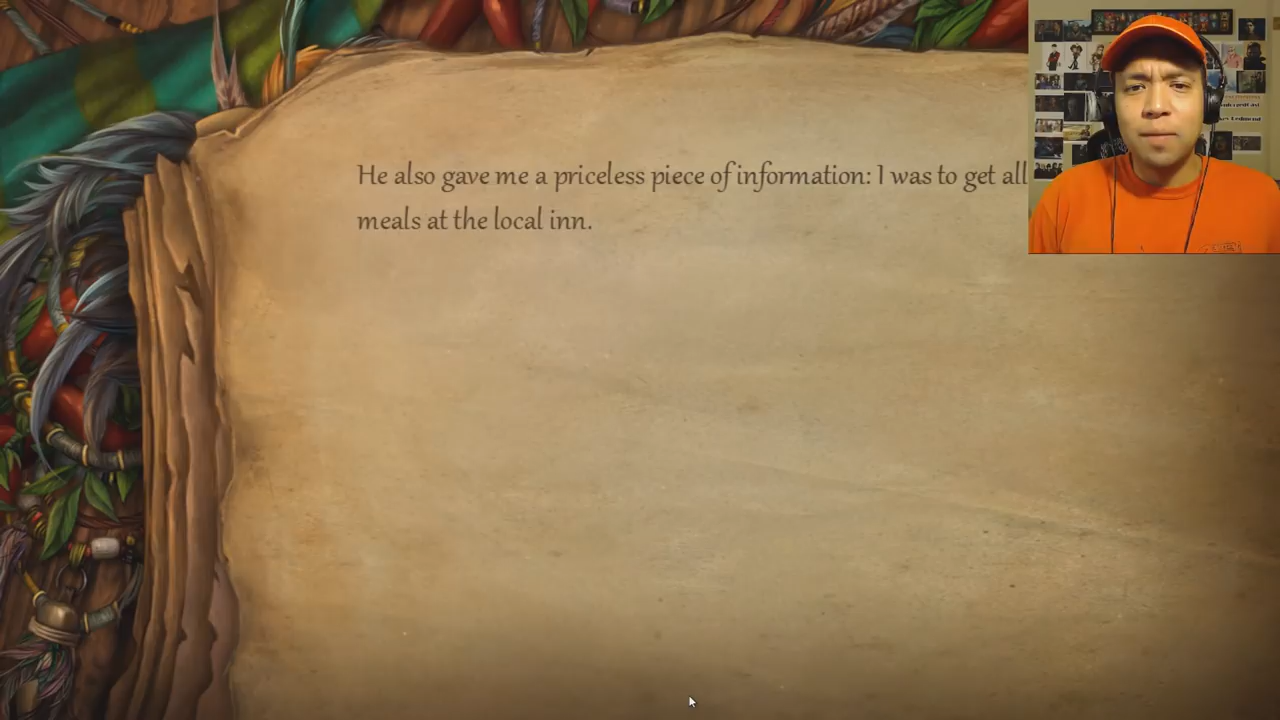 He also gave me a priceless piece of information: I was to get all
meals at the local inn.